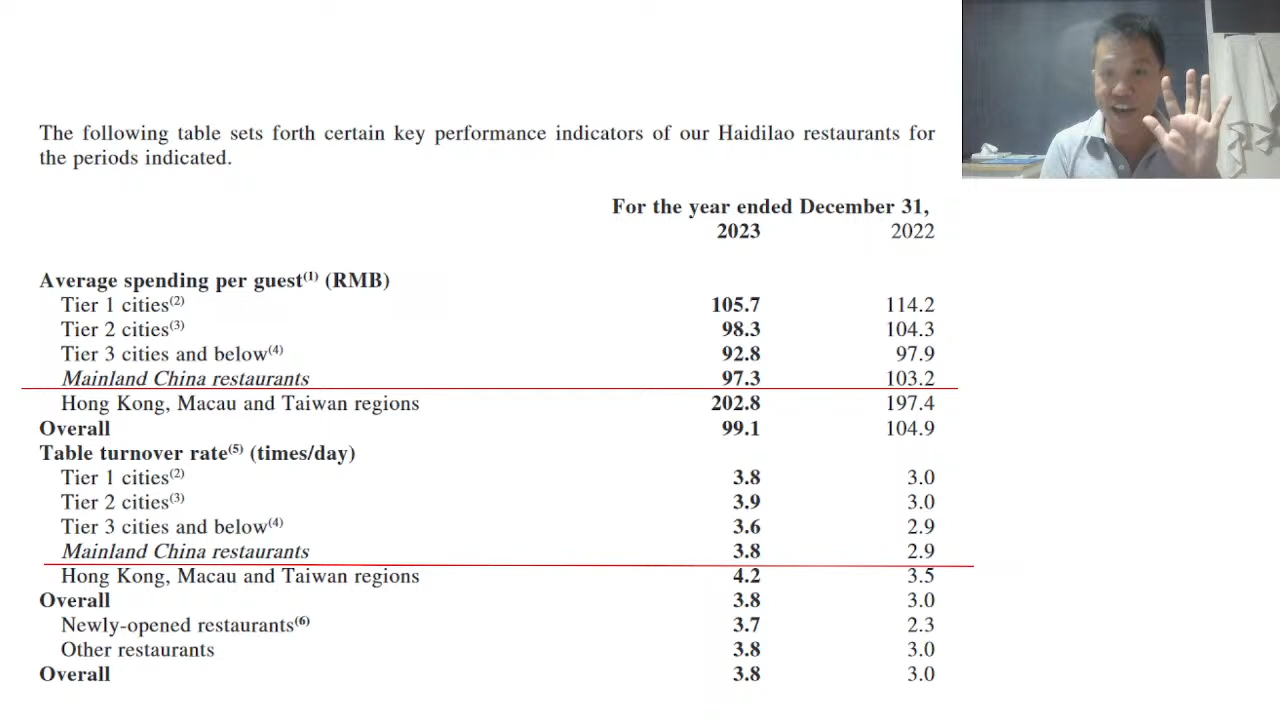 The following table sets forth certain key performance indicators of our Haidilao restaurants for
the periods indicated.
For the year ended December 31,
2023 2022
Average spending per guest(1) (RMB)
Tier 1 cities(2) 105.7 114.2
Tier 2 cities(3) 98.3 104.3
Tier 3 cities and below(4) 92.8 97.9
Mainland China restaurants 97.3 103.2
Hong Kong, Macau and Taiwan regions 202.8 197.4
Overall 99.1 104.9
Table turnover rate(5) (times/day)
Tier 1 cities(2) 3.8 3.0
Tier 2 cities(3) 3.9 3.0
Tier 3 cities and below(4) 3.6 2.9
Mainland China restaurants 3.8 2.9
Hong Kong, Macau and Taiwan regions 4.2 3.5
Overall 3.8 3.0
Newly-opened restaurants(6) 3.7 2.3
Other restaurants 3.8 3.0
Overall 3.8 3.0